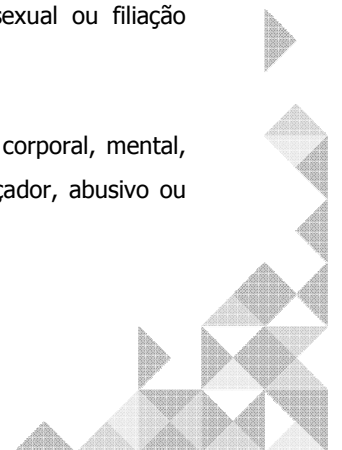 sexual ou filiação
corporal, mental,
çador, abusivo ou